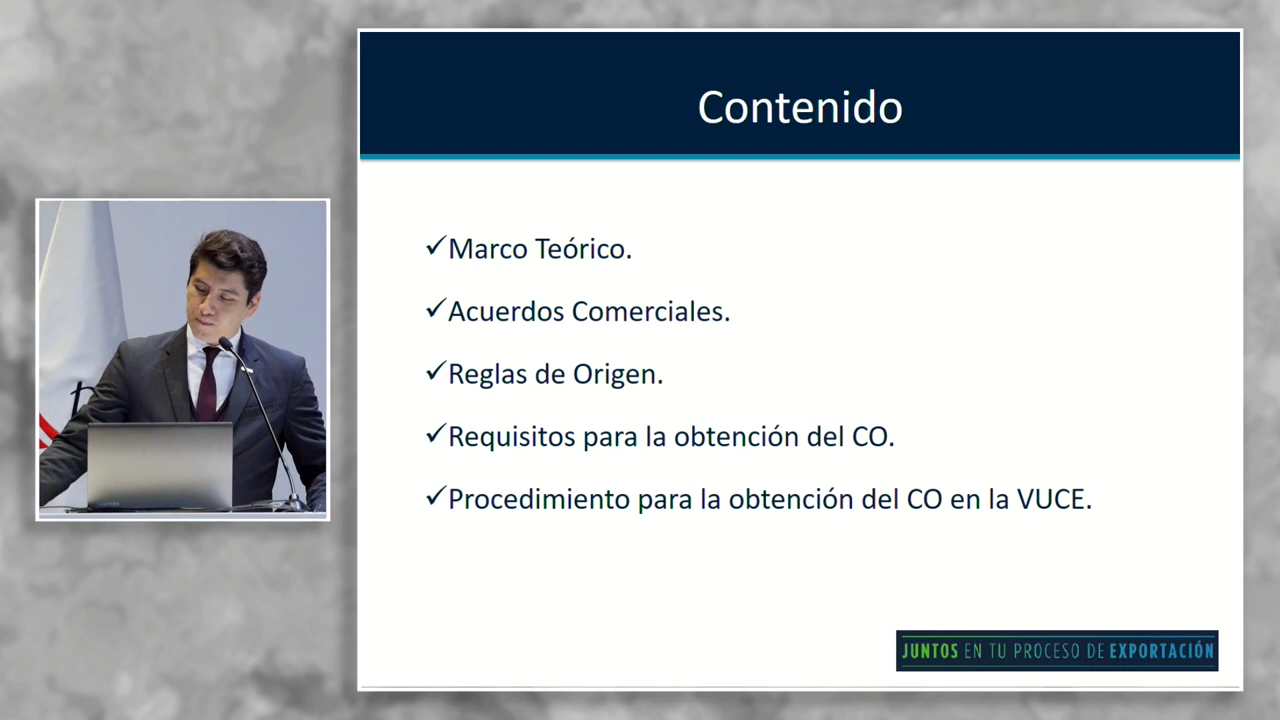 Contenido
✓Marco Teórico.
✓Acuerdos Comerciales.
✓Reglas de Origen.
✓Requisitos para la obtención del CO.
✓Procedimiento para la obtención del CO en la VUCE.
JUNTOS EN TU PROCESO DE EXPORTACIÓN